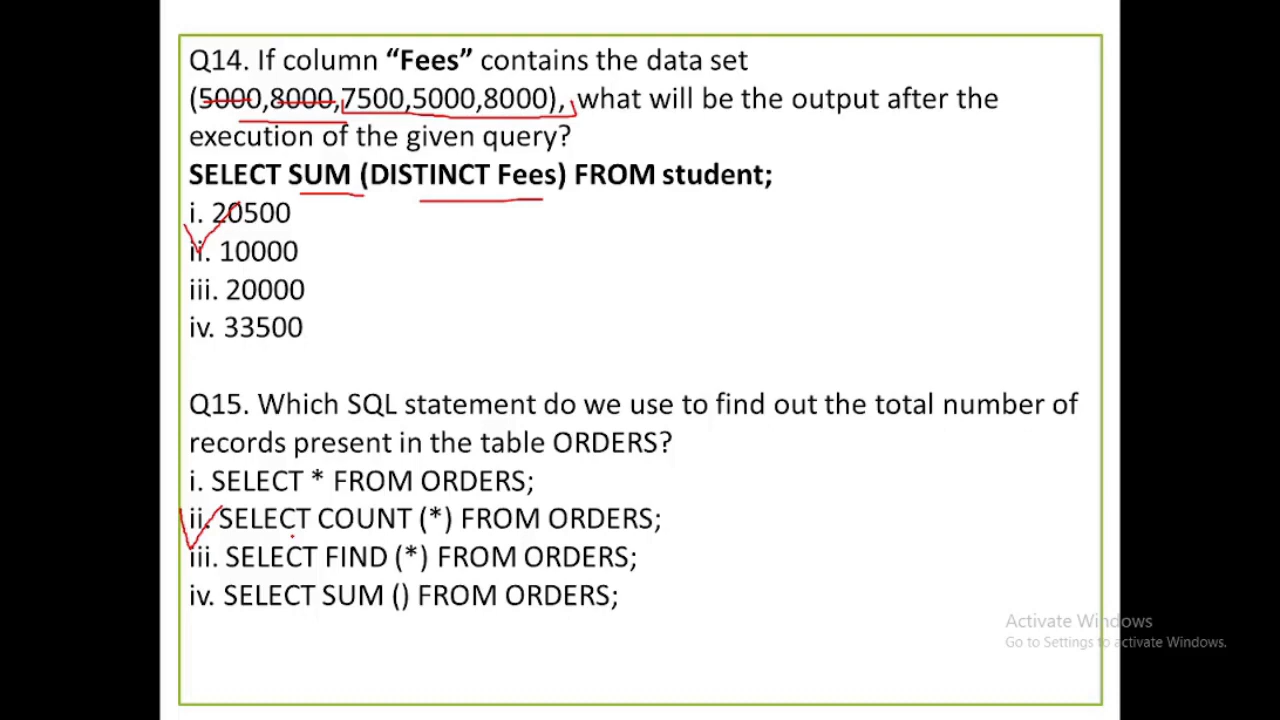 Q14. If column “Fees” contains the data set
(5000,8000,7500,5000,8000), what will be the output after the
execution of the given query?
SELECT SUM (DISTINCT Fees) FROM student;
i. 20500
ii. 10000
iii. 20000
iv. 33500
Q15. Which SQL statement do we use to find out the total number of
records present in the table ORDERS?
i. SELECT * FROM ORDERS;
ii. SELECT COUNT (*) FROM ORDERS;
iii. SELECT FIND (*) FROM ORDERS;
iv. SELECT SUM () FROM ORDERS;
Activate Windows
Go to Settings to activate Windows.